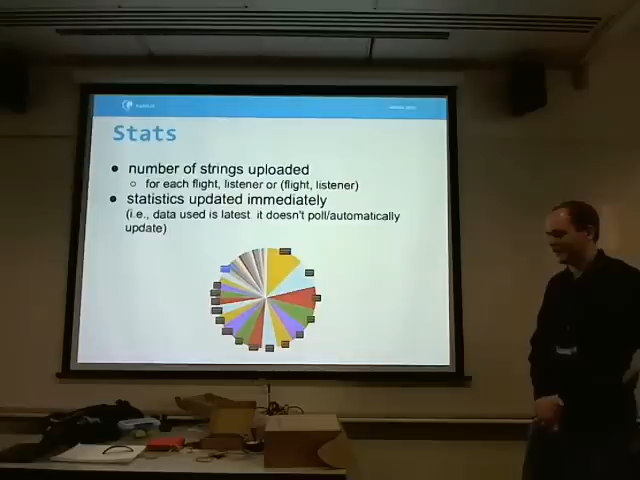 Stats
number of strings uploaded
for each flight, listener or (flight, listener)
statistics updated immediately
(i.e., data used is latest. it doesn't poll/automatically
update)